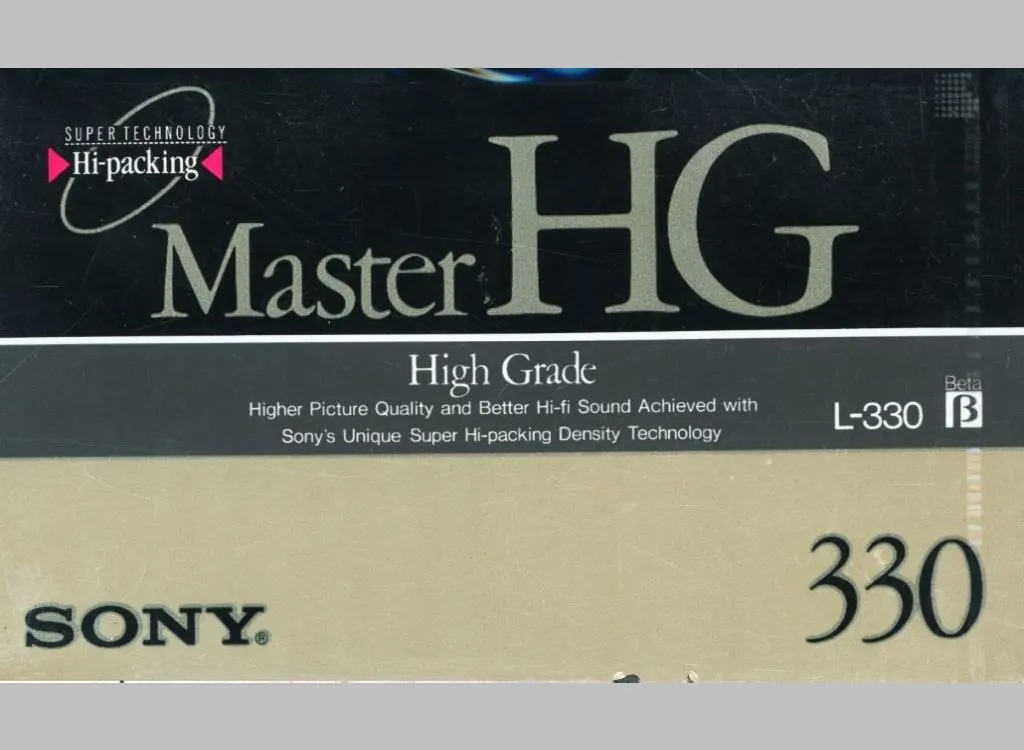 SUPER TECHNOLOGY
Hi-packing
Master HG
High Grade
Higher Picture Quality and Better Hi-fi Sound Achieved with
Sony's Unique Super Hi-packing Density Technology
L-330
Beta
β
330
SONY®